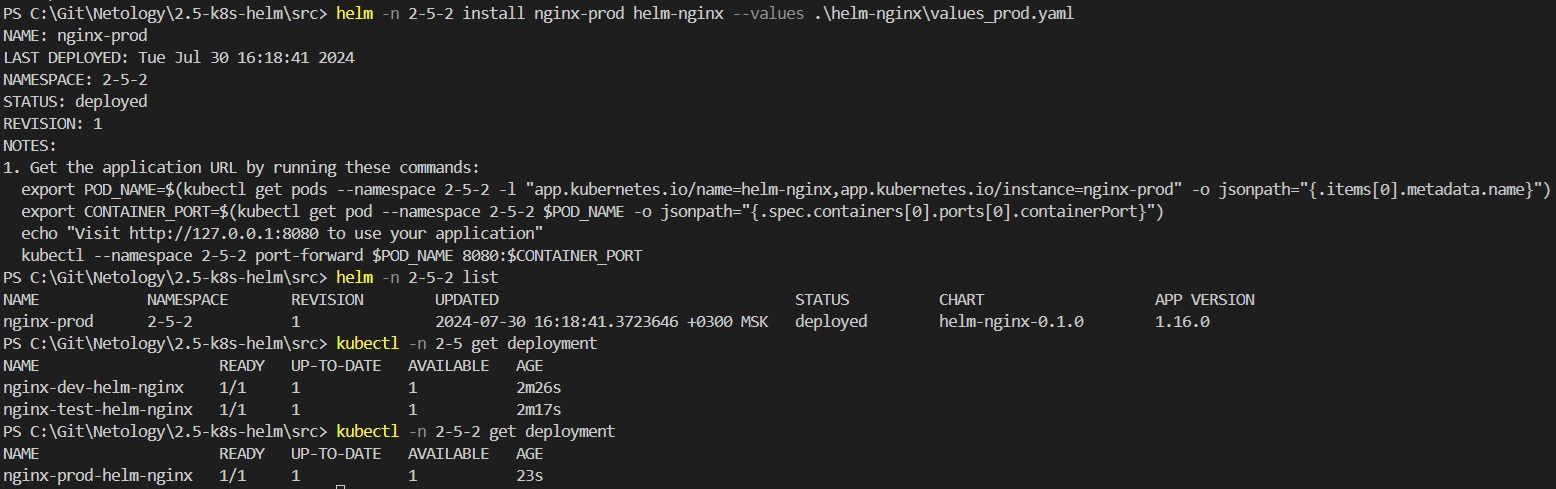 PS C:\Git\Netology\2.5-k8s-helm\src> helm -n 2-5-2 install nginx-prod helm-nginx --values .\helm-nginx\values_prod.yaml
NAME: nginx-prod
LAST DEPLOYED: Tue Jul 30 16:18:41 2024
NAMESPACE: 2-5-2
STATUS: deployed
REVISION: 1
NOTES:
1. Get the application URL by running these commands:
  export POD_NAME=$(kubectl get pods --namespace 2-5-2 -l "app.kubernetes.io/name=helm-nginx,app.kubernetes.io/instance=nginx-prod" -o jsonpath="{.items[0].metadata.name}")
  export CONTAINER_PORT=$(kubectl get pod --namespace 2-5-2 $POD_NAME -o jsonpath="{.spec.containers[0].ports[0].containerPort}")
  echo "Visit http://127.0.0.1:8080 to use your application"
  kubectl --namespace 2-5-2 port-forward $POD_NAME 8080:$CONTAINER_PORT
PS C:\Git\Netology\2.5-k8s-helm\src> helm -n 2-5-2 list
NAME            NAMESPACE       REVISION        UPDATED                                 STATUS          CHART                   APP VERSION
nginx-prod      2-5-2           1               2024-07-30 16:18:41.3723646 +0300 MSK   deployed        helm-nginx-0.1.0        1.16.0
PS C:\Git\Netology\2.5-k8s-helm\src> kubectl -n 2-5 get deployment
NAME                    READY   UP-TO-DATE   AVAILABLE   AGE
nginx-dev-helm-nginx    1/1     1            1           2m26s
nginx-test-helm-nginx   1/1     1            1           2m17s
PS C:\Git\Netology\2.5-k8s-helm\src> kubectl -n 2-5-2 get deployment
NAME                    READY   UP-TO-DATE   AVAILABLE   AGE
nginx-prod-helm-nginx   1/1     1            1           23s